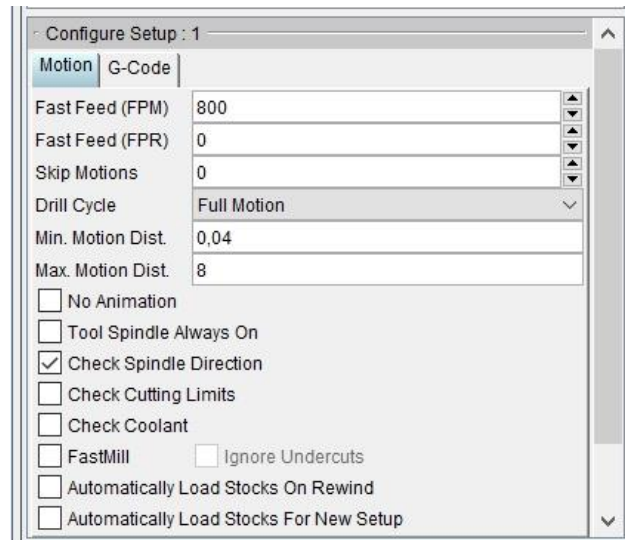 Configure Setup : 1
Motion G-Code
Fast Feed (FPM) 800
Fast Feed (FPR) 0
Skip Motions 0
Drill Cycle Full Motion
Min. Motion Dist. 0,04
Max. Motion Dist. 8
No Animation
Tool Spindle Always On
Check Spindle Direction
Check Cutting Limits
Check Coolant
FastMill Ignore Undercuts
Automatically Load Stocks On Rewind
Automatically Load Stocks For New Setup